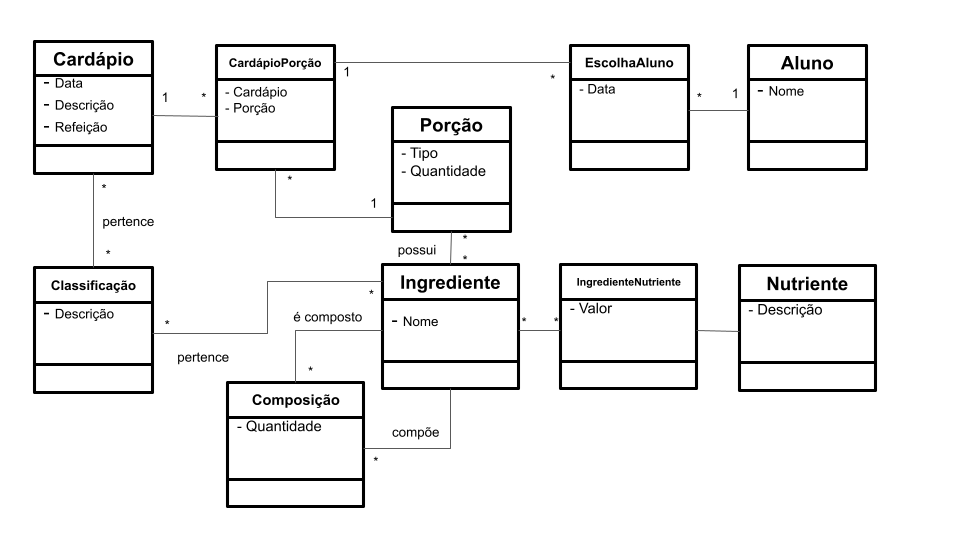 Cardápio
- Data
- Descrição
- Refeição
1
*
CardápioPorção
- Cardápio
- Porção
1
*
EscolhaAluno
- Data
*
1
Aluno
- Nome
Porção
- Tipo
- Quantidade
*
1
*
pertence
*
possui
*
*
Classificação
- Descrição
*
pertence
*
Ingrediente
- Nome
é composto
*
*
*
IngredienteNutriente
- Valor
Nutriente
- Descrição
Composição
- Quantidade
compõe
*